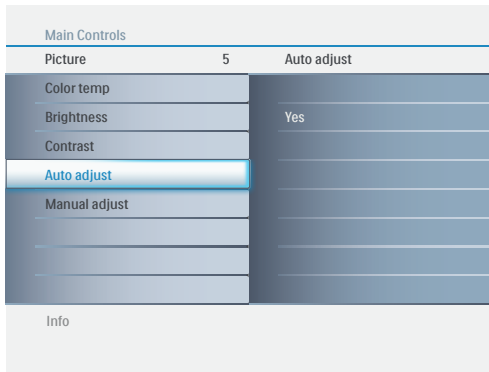 Main Controls
Picture 5 Auto adjust
Color temp
Brightness Yes
Contrast
Auto adjust
Manual adjust
Info